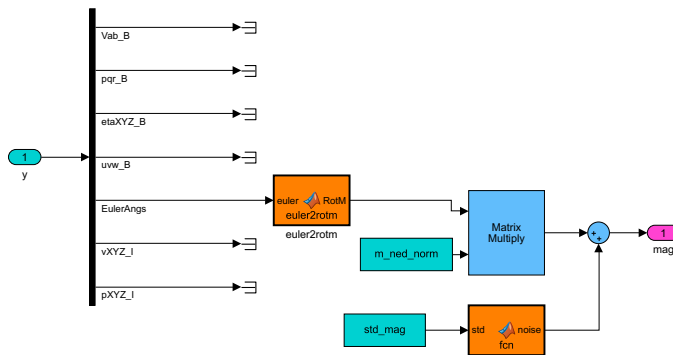 Vab_B
pqr_B
etaXYZ_B
1
y
uvw_B
EulerAngs
euler RotM
euler2rotm
euler2rotm
Matrix
Multiply
m_ned_norm
+
+
1
mag
vXYZ_I
pXYZ_I
std_mag
std noise
fcn